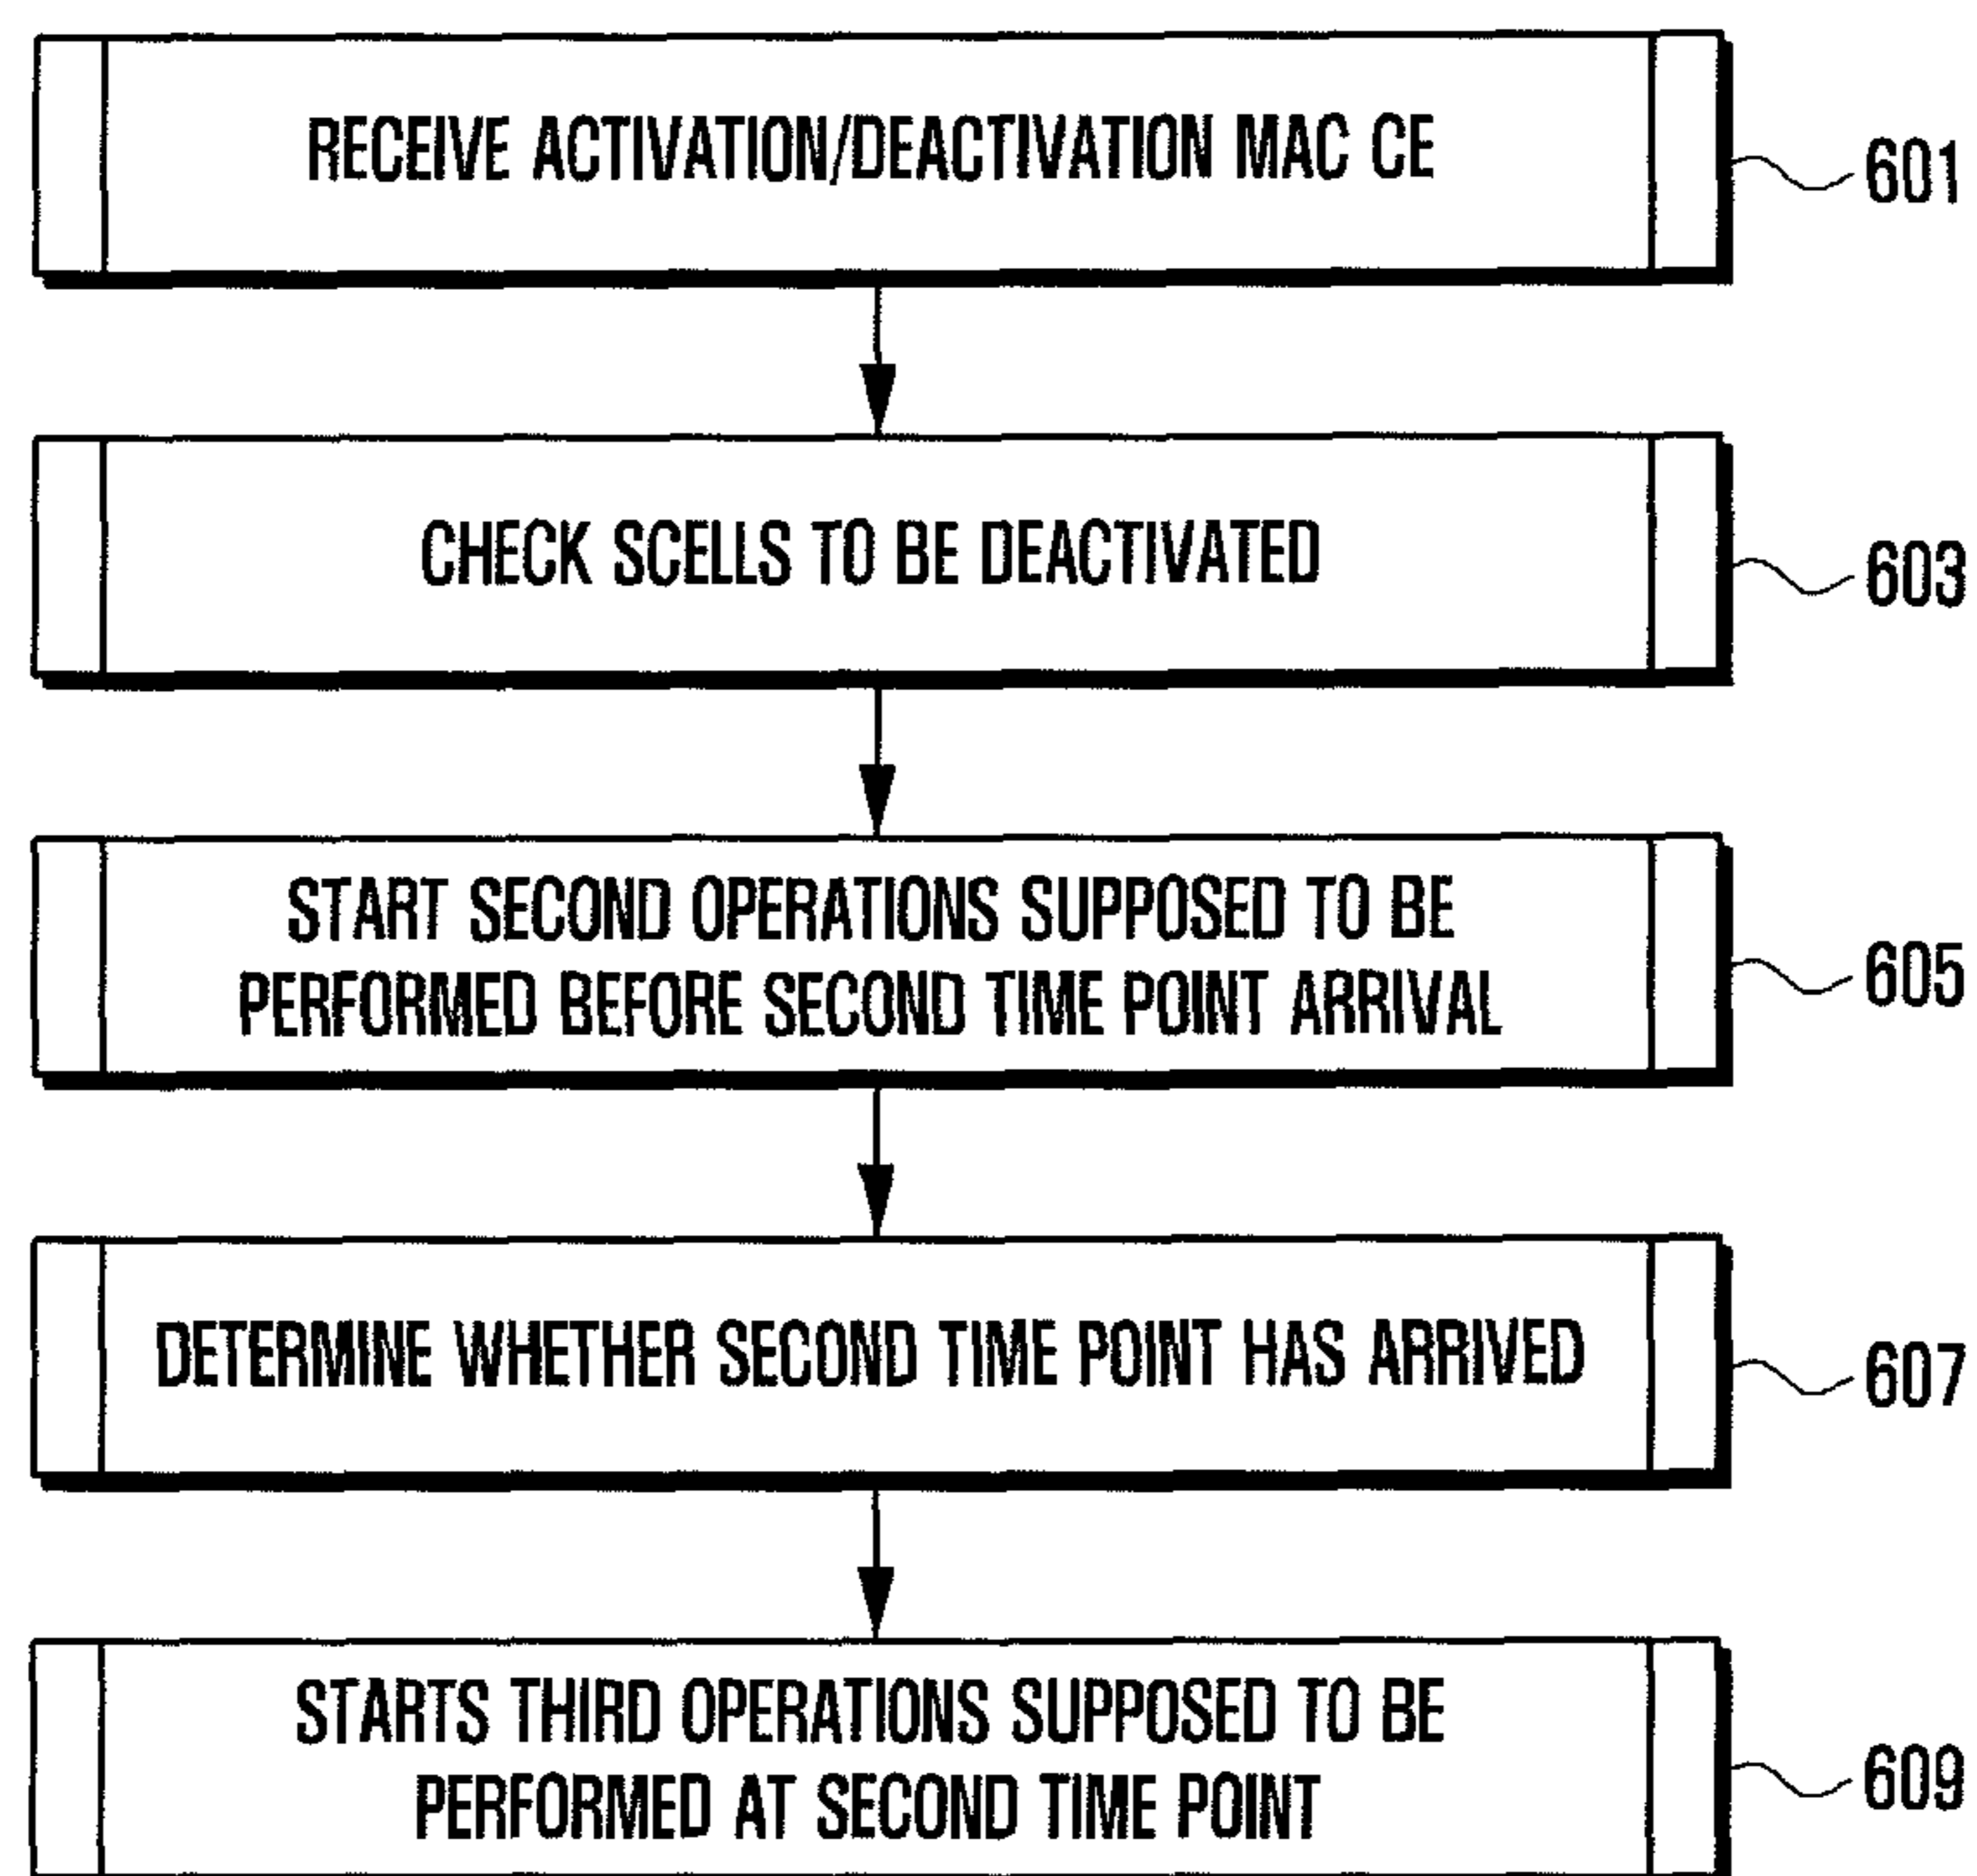 RECEIVE ACTIVATION/DEACTIVATION MAC CE
601
CHECK SCELLS TO BE DEACTIVATED
603
START SECOND OPERATIONS SUPPOSED TO BE
PERFORMED BEFORE SECOND TIME POINT ARRIVAL
605
DETERMINE WHETHER SECOND TIME POINT HAS ARRIVED
607
STARTS THIRD OPERATIONS SUPPOSED TO BE
PERFORMED AT SECOND TIME POINT
609